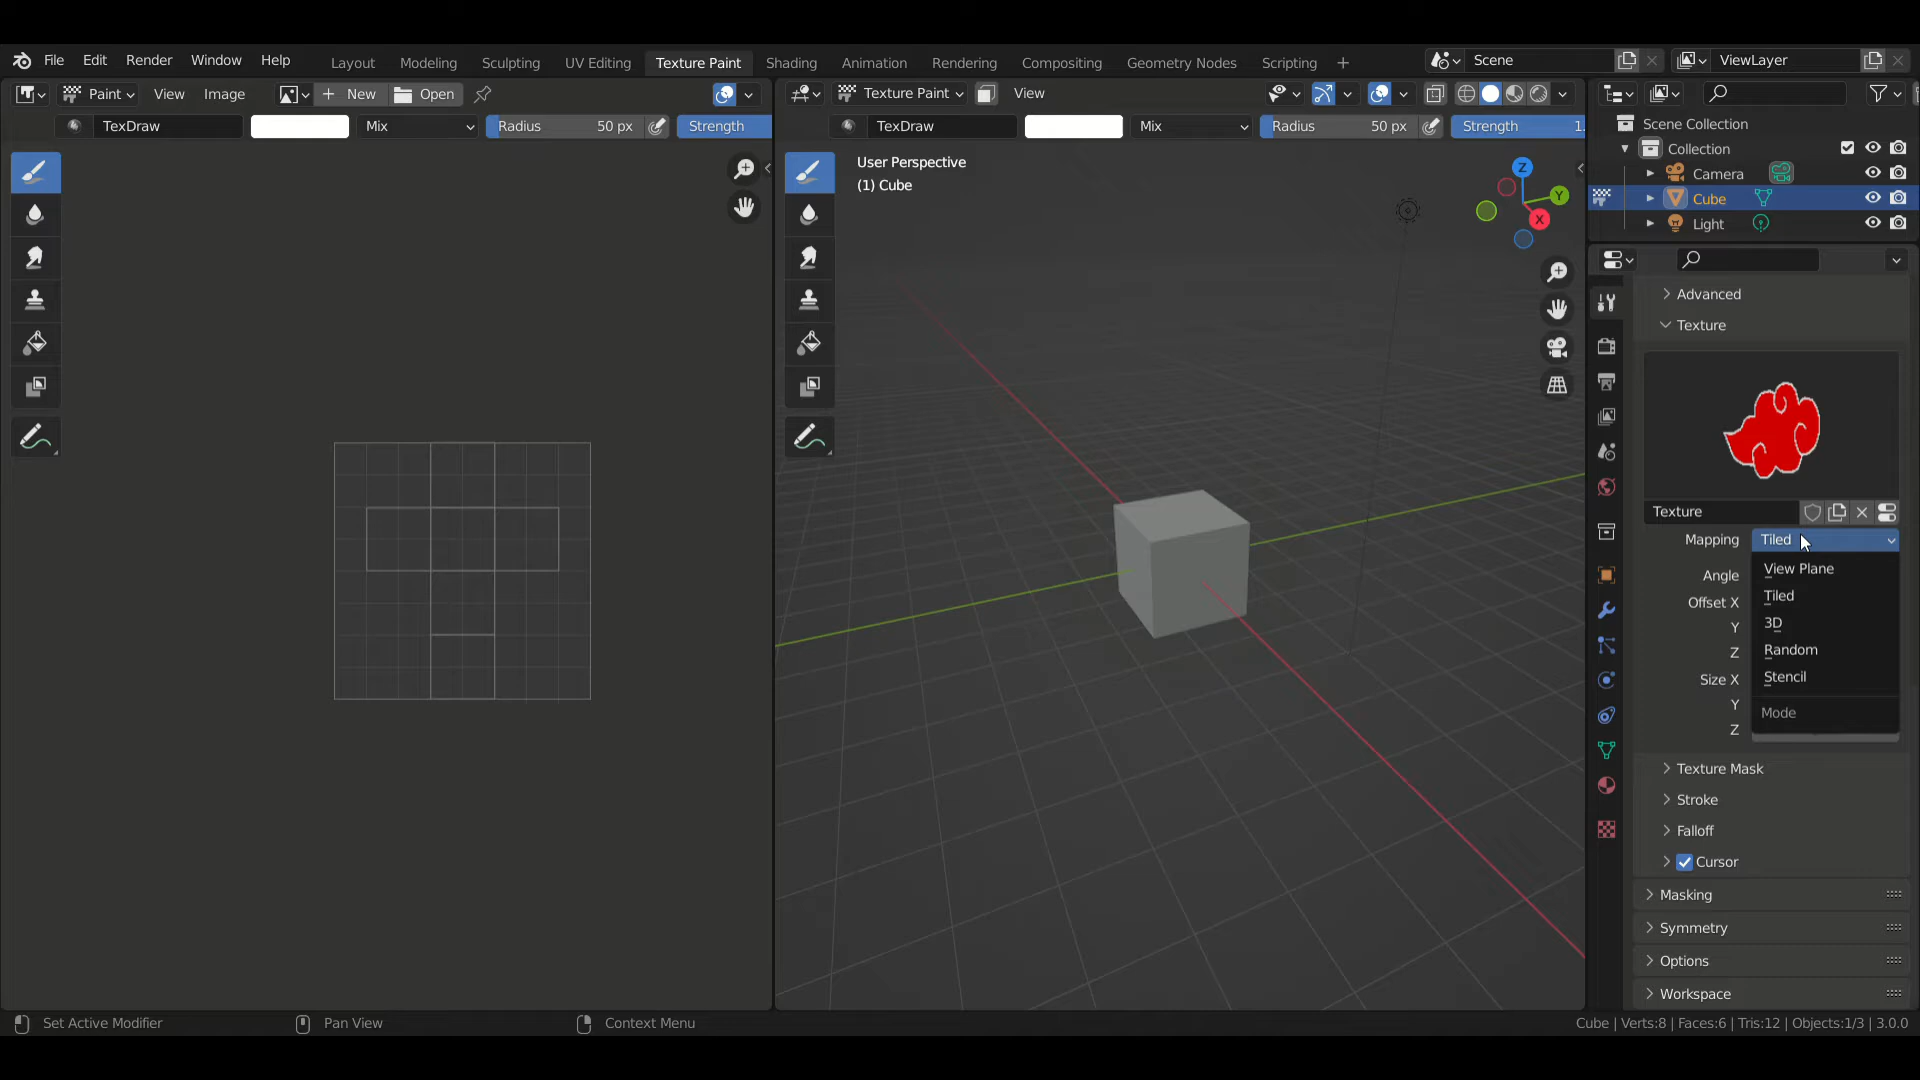 File Edit Render Window Help Layout Modeling Sculpting UV Editing Texture Paint Shading Animation Rendering Compositing Geometry Nodes Scripting + Scene ViewLayer
Paint View Image + New Open Texture Paint View
TexDraw Mix Radius 50 px Strength TexDraw Mix Radius 50 px Strength 1.
User Perspective
(1) Cube
Z
Y
X
Scene Collection
Collection
Camera
Cube
Light
Advanced
Texture
Texture
Mapping Tiled
View Plane
Tiled
3D
Random
Stencil
Mode
Angle
Offset X
Y
Z
Size X
Y
Z
Texture Mask
Stroke
Falloff
Cursor
Masking
Symmetry
Options
Workspace
Set Active Modifier Pan View Context Menu Cube | Verts:8 | Faces:6 | Tris:12 | Objects:1/3 | 3.0.0